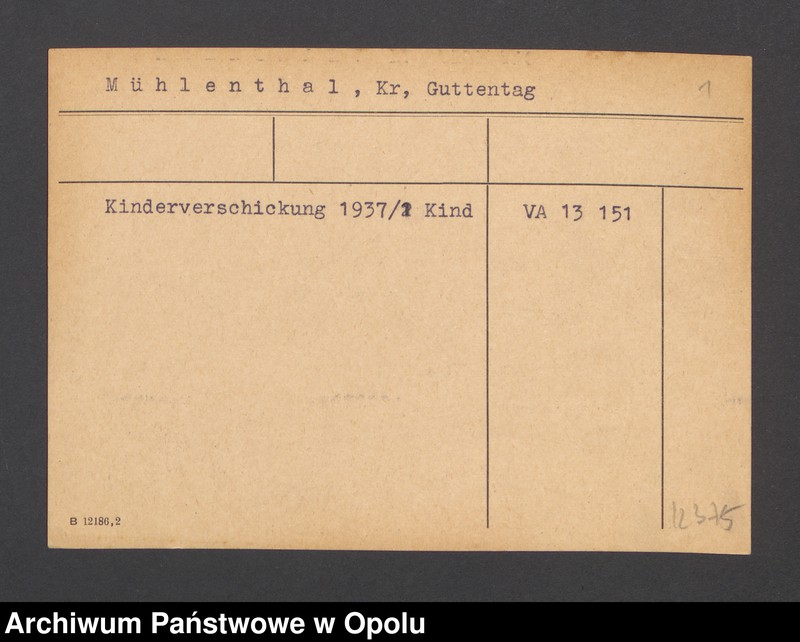 Mühlenthal, Kr, Guttentag 1
Kinderverschickung 1937/1 Kind VA 13 151
B 12186,2
12375
Archiwum Państwowe w Opolu